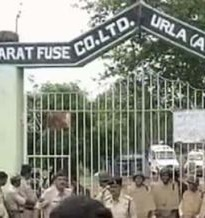 ARAT FUSE CO. LTD. URLA (A